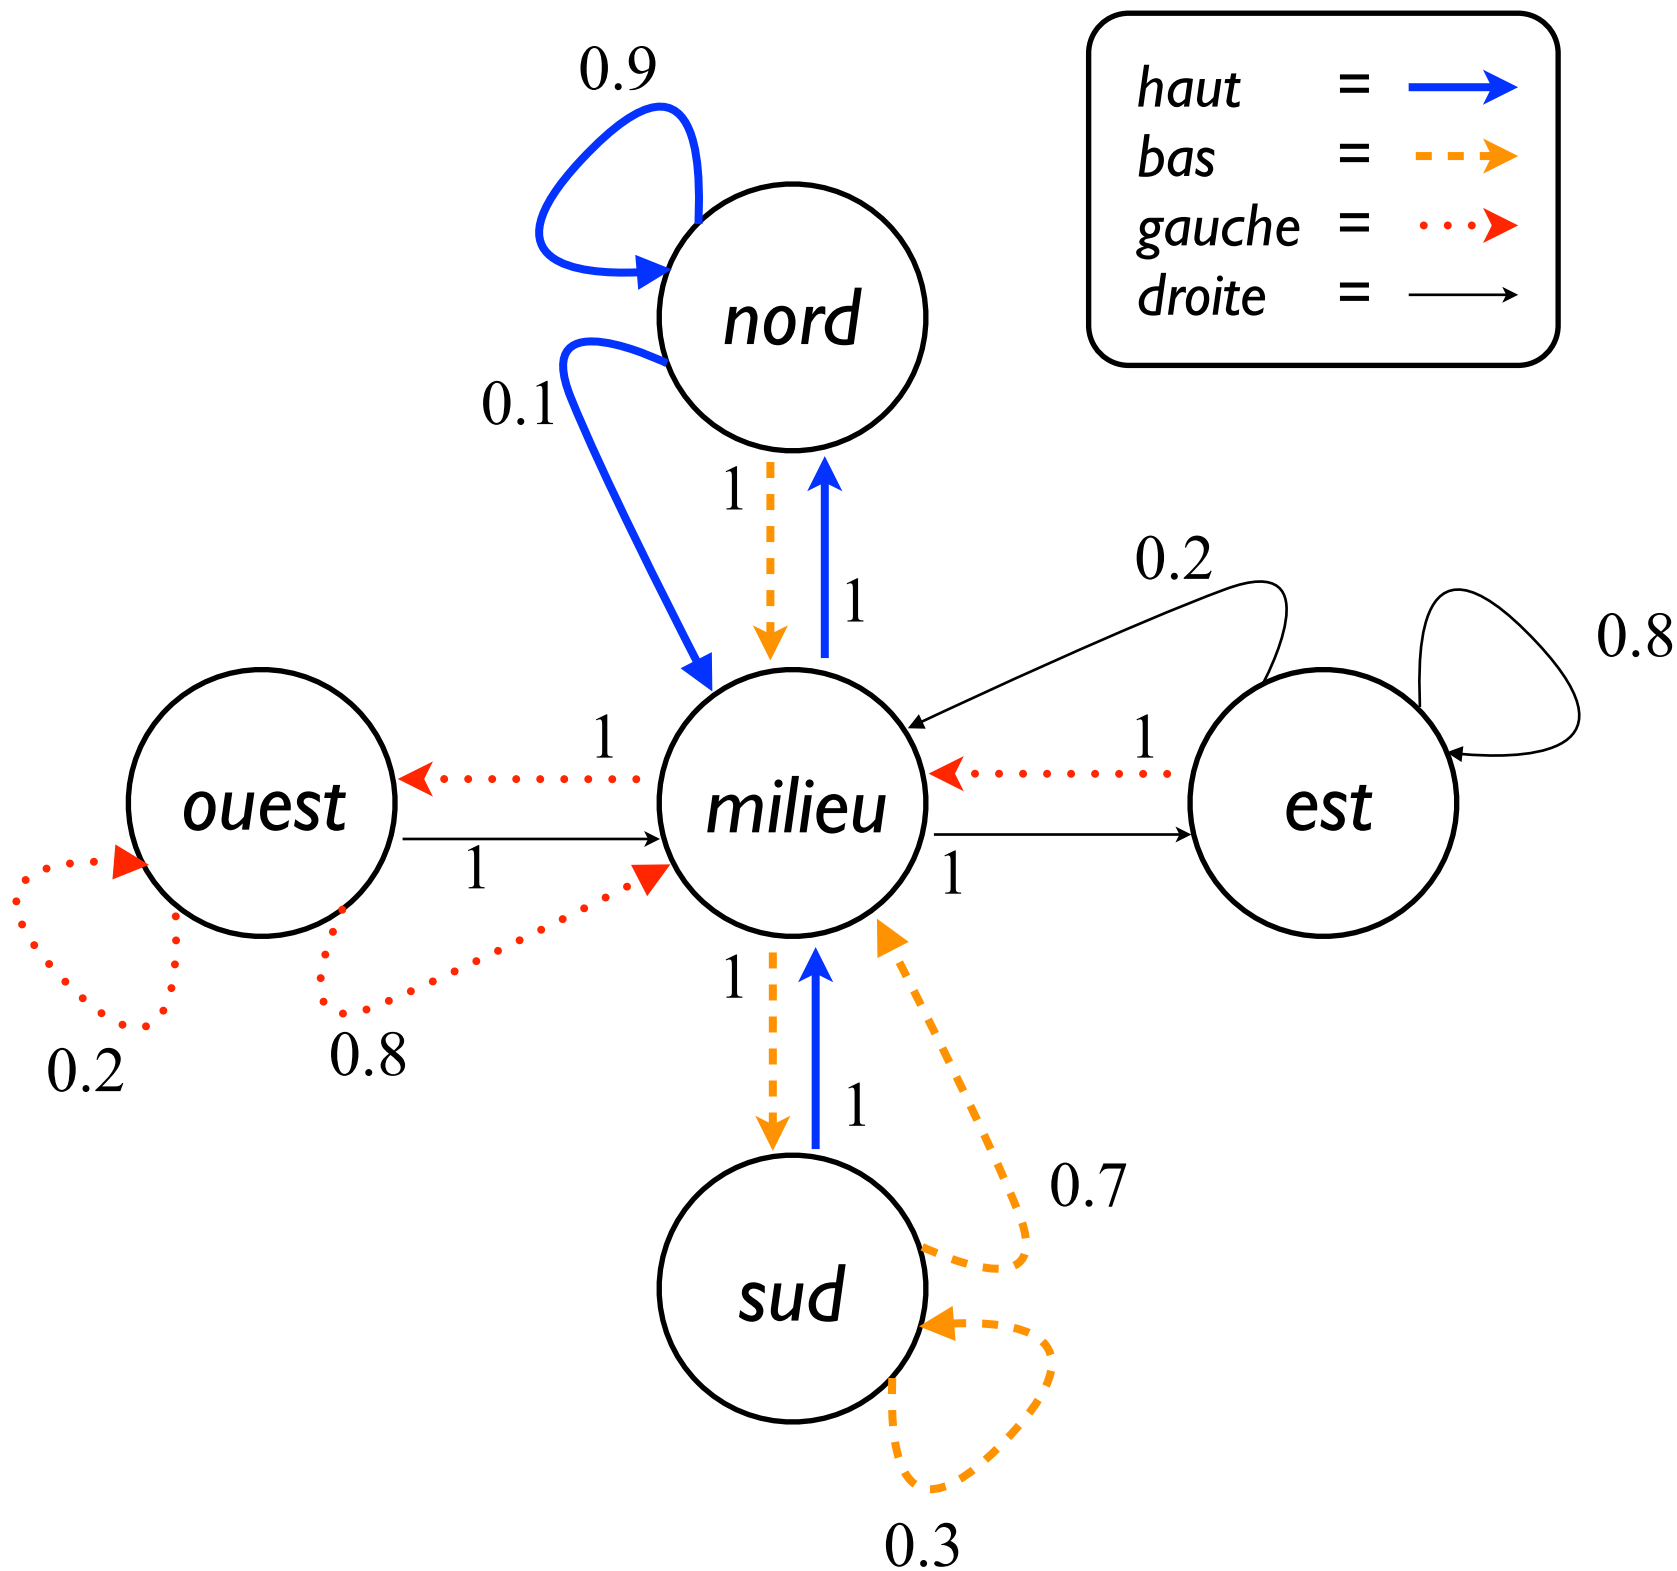 0.9
haut =
bas =
gauche =
droite =
nord
0.1
1
1
0.2
0.8
1
1
ouest
milieu
est
1
1
1
0.2
0.8
1
0.7
sud
0.3